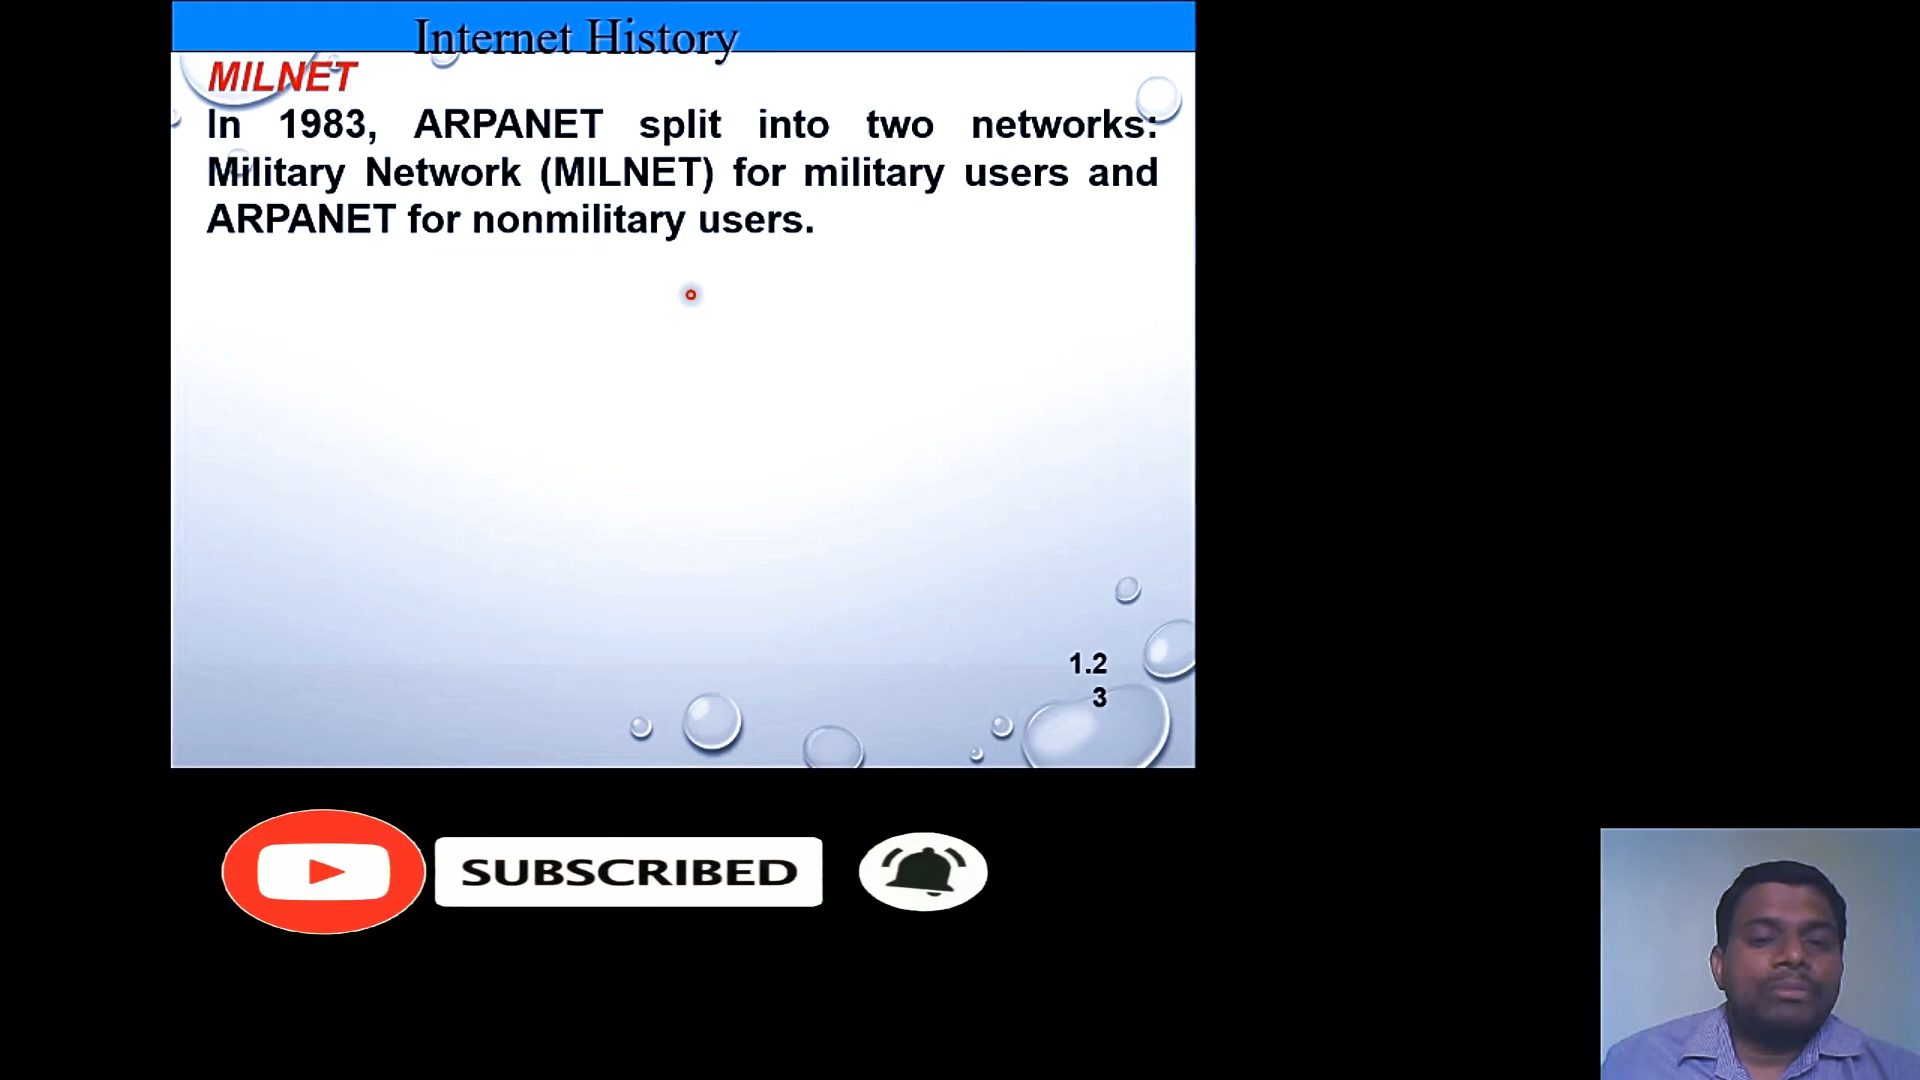 Internet History
MILNET
In 1983, ARPANET split into two networks:
Military Network (MILNET) for military users and
ARPANET for nonmilitary users.
1.2
3
SUBSCRIBED